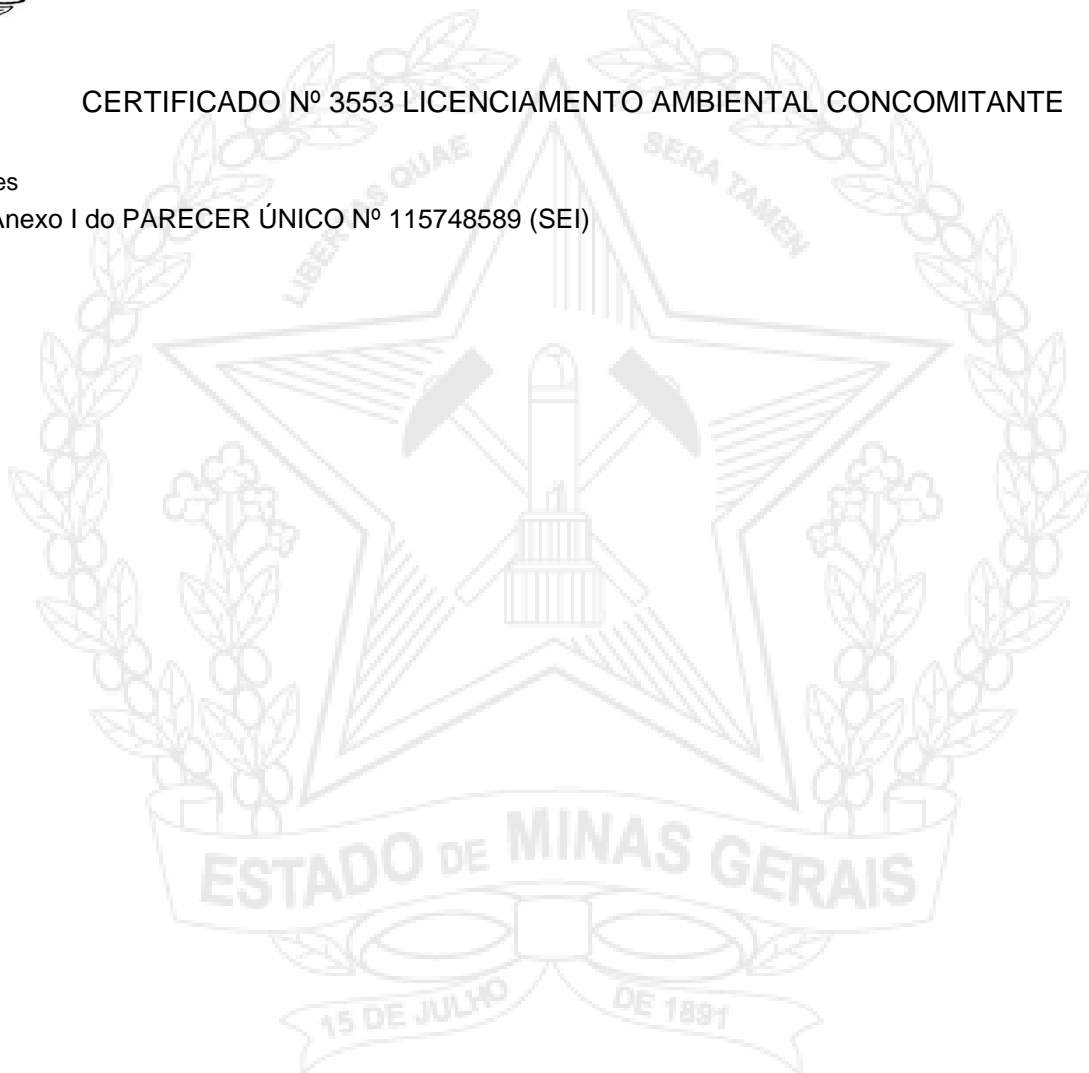 CERTIFICADO Nº 3553 LICENCIAMENTO AMBIENTAL CONCOMITANTE
es
Anexo I do PARECER ÚNICO Nº 115748589 (SEI)
LIBERTAS QUAE SERA TAMEN
ESTADO DE MINAS GERAIS
15 DE JULHO DE 1891